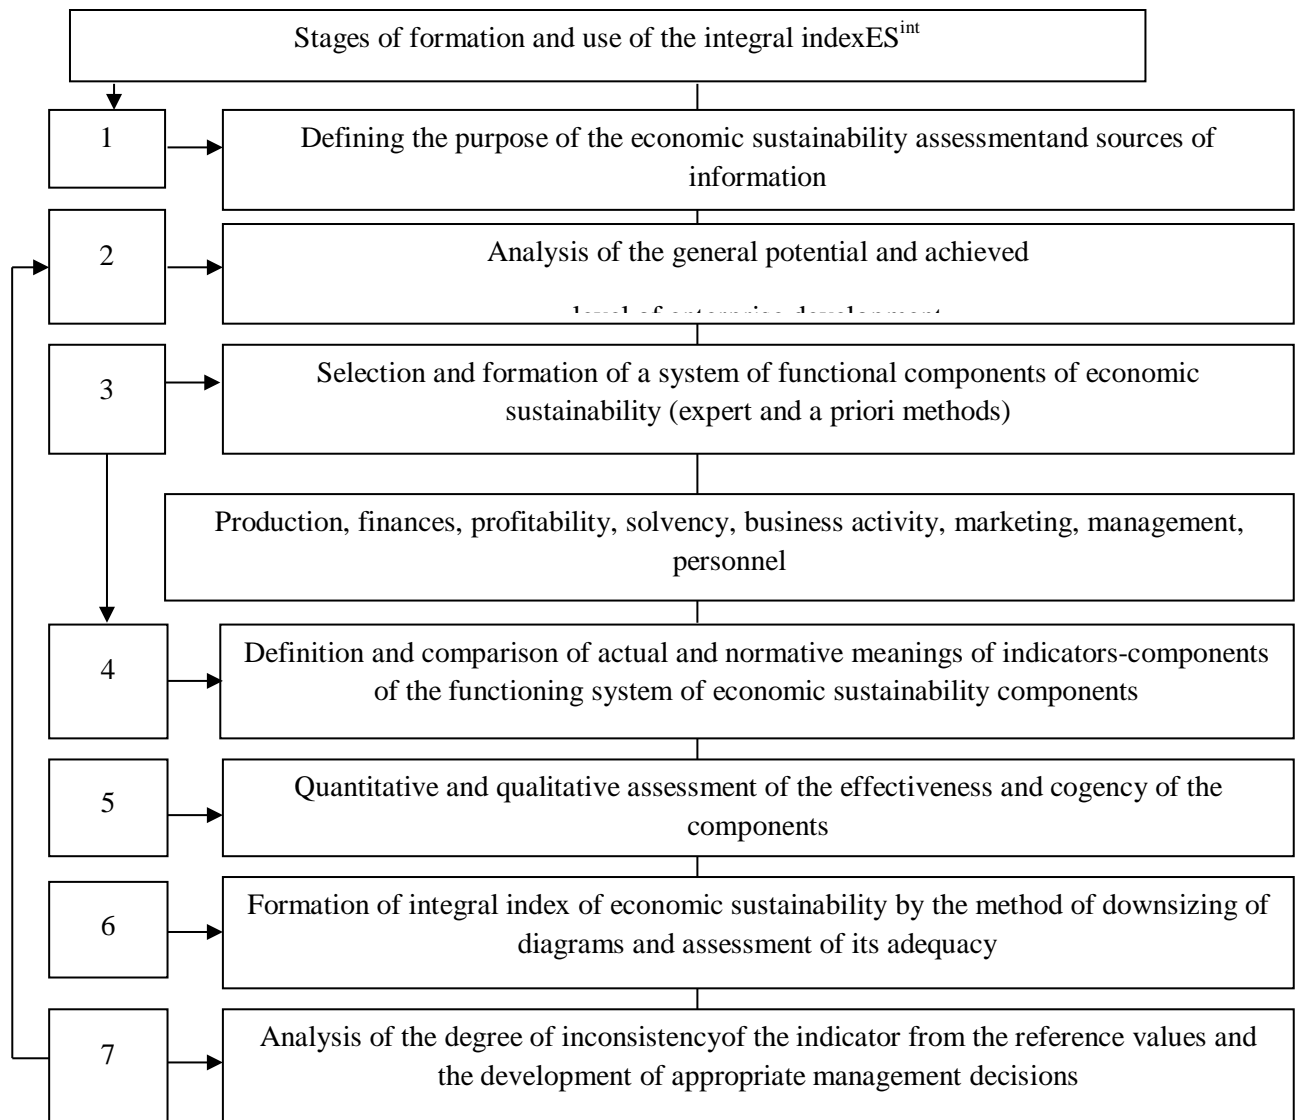 Stages of formation and use of the integral indexES^int
1
Defining the purpose of the economic sustainability assessmentand sources of
information
2
Analysis of the general potential and achieved
level of enterprise development
3
Selection and formation of a system of functional components of economic
sustainability (expert and a priori methods)
Production, finances, profitability, solvency, business activity, marketing, management,
personnel
4
Definition and comparison of actual and normative meanings of indicators-components
of the functioning system of economic sustainability components
5
Quantitative and qualitative assessment of the effectiveness and cogency of the
components
6
Formation of integral index of economic sustainability by the method of downsizing of
diagrams and assessment of its adequacy
7
Analysis of the degree of inconsistencyof the indicator from the reference values and
the development of appropriate management decisions